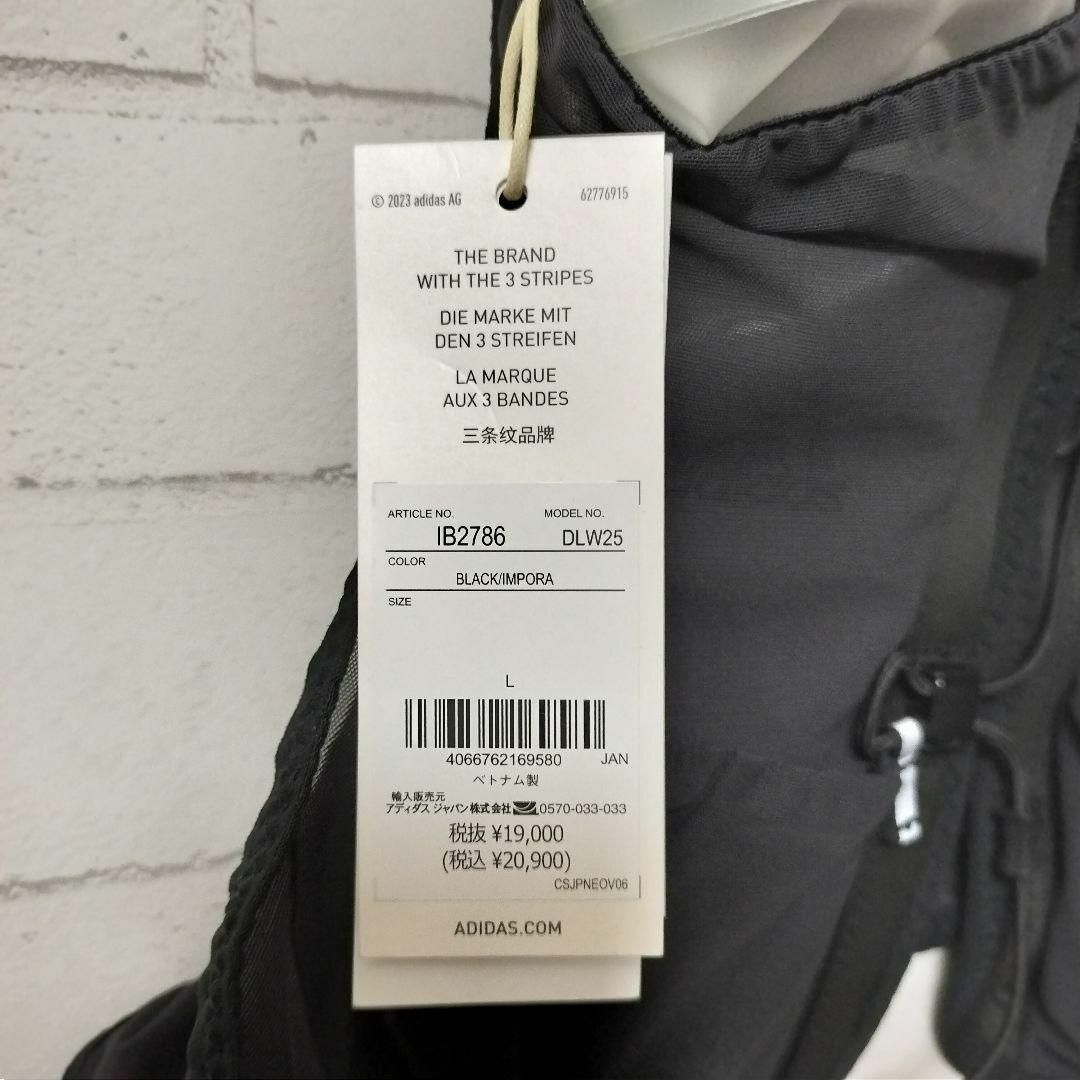 © 2023 adidas AG 62776915
THE BRAND
WITH THE 3 STRIPES
DIE MARKE MIT
DEN 3 STREIFEN
LA MARQUE
AUX 3 BANDES
三条纹品牌
ARTICLE NO. MODEL NO.
IB2786 DLW25
COLOR
BLACK/IMPORA
SIZE
L
4066762169580 JAN
ベトナム製
輸入販売元
アディダス ジャパン株式会社 0570-033-033
税抜 ¥19,000
(税込 ¥20,900)
CSJPNEOV06
ADIDAS.COM